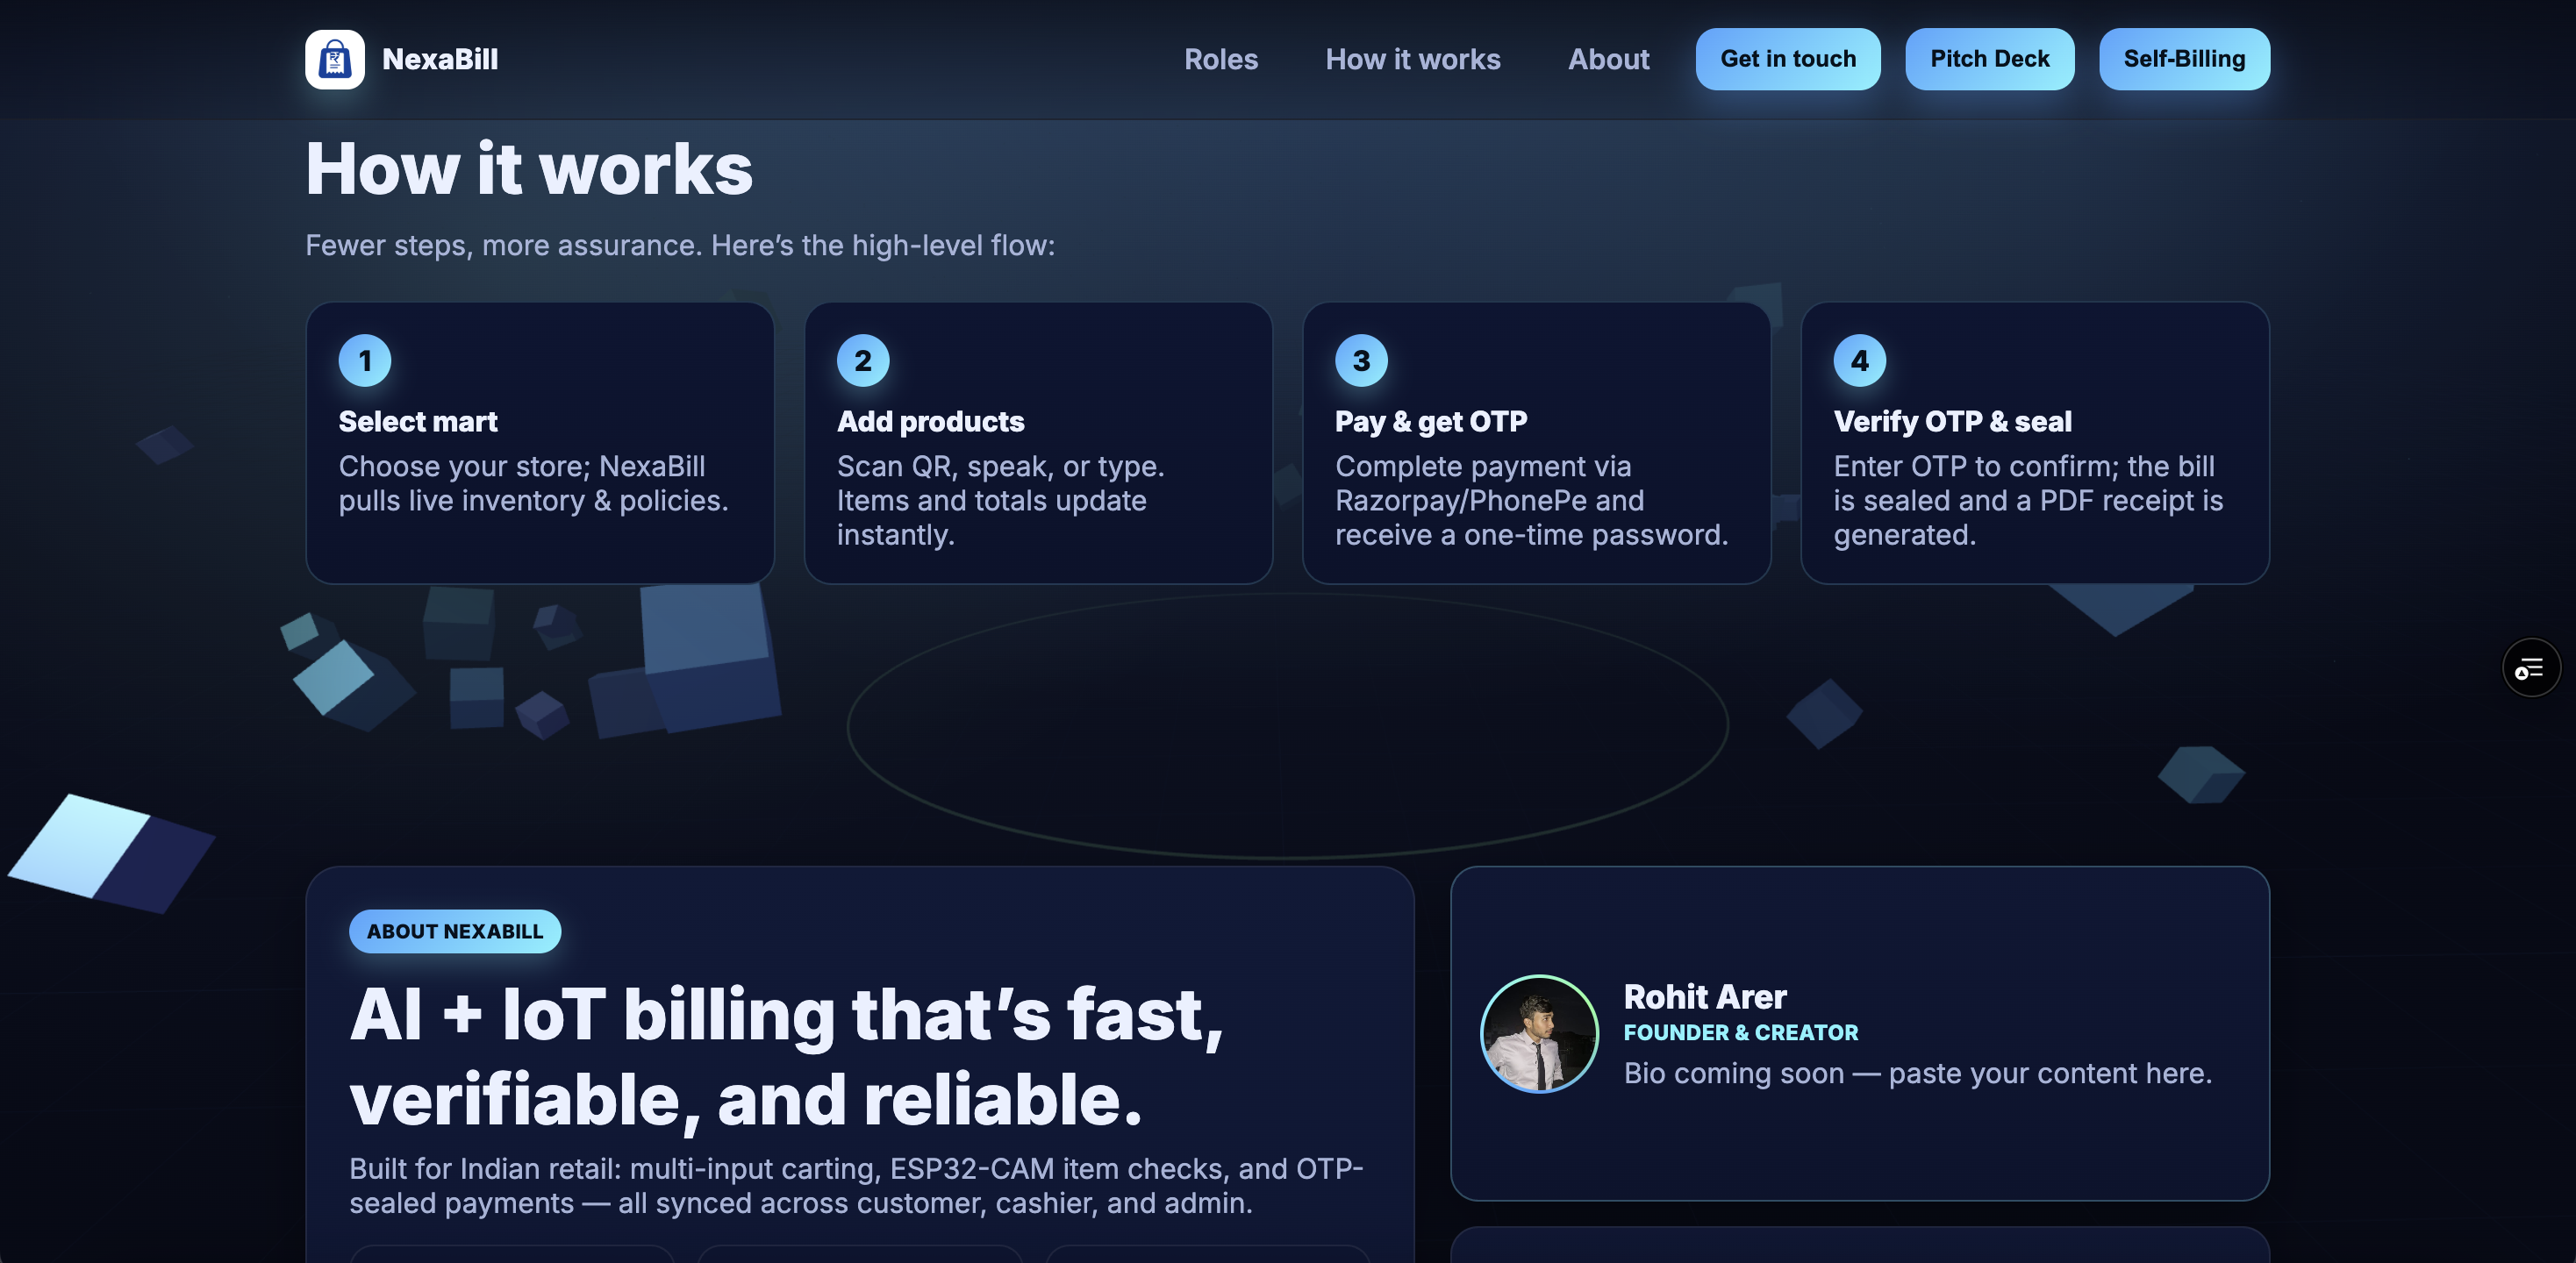 NexaBill
Roles
How it works
About
Get in touch
Pitch Deck
Self-Billing
How it works
Fewer steps, more assurance. Here’s the high-level flow:
1
Select mart
Choose your store; NexaBill
pulls live inventory & policies.
2
Add products
Scan QR, speak, or type.
Items and totals update
instantly.
3
Pay & get OTP
Complete payment via
Razorpay/PhonePe and
receive a one-time password.
4
Verify OTP & seal
Enter OTP to confirm; the bill
is sealed and a PDF receipt is
generated.
ABOUT NEXABILL
AI + IoT billing that’s fast,
verifiable, and reliable.
Built for Indian retail: multi-input carting, ESP32-CAM item checks, and OTP-
sealed payments — all synced across customer, cashier, and admin.
Rohit Arer
FOUNDER & CREATOR
Bio coming soon — paste your content here.